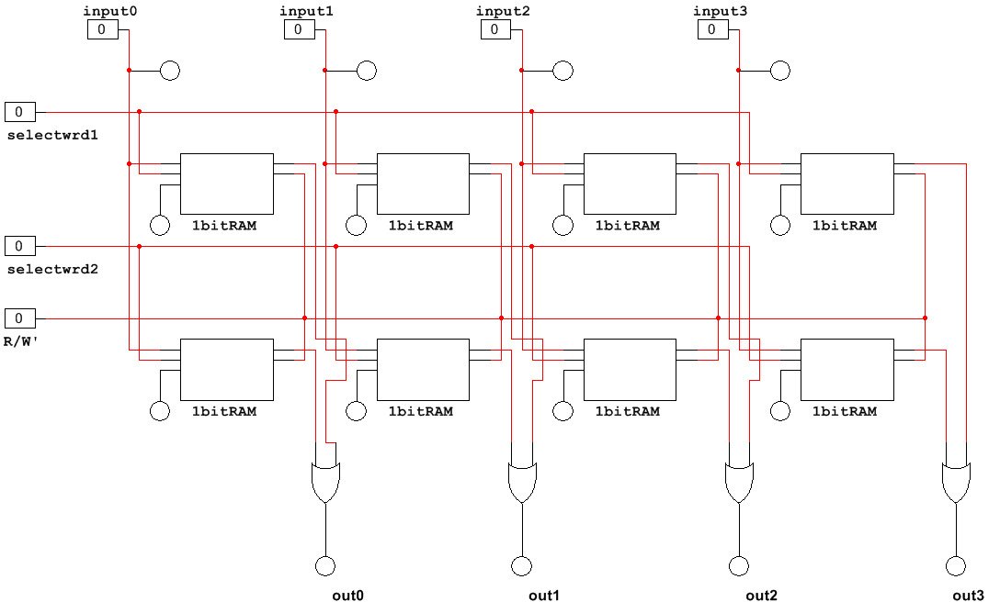 input0 input1 input2 input3
0 0 0 0
0
selectwrd1
1bitRAM 1bitRAM 1bitRAM 1bitRAM
0
selectwrd2
0
R/W'
1bitRAM 1bitRAM 1bitRAM 1bitRAM
out0 out1 out2 out3